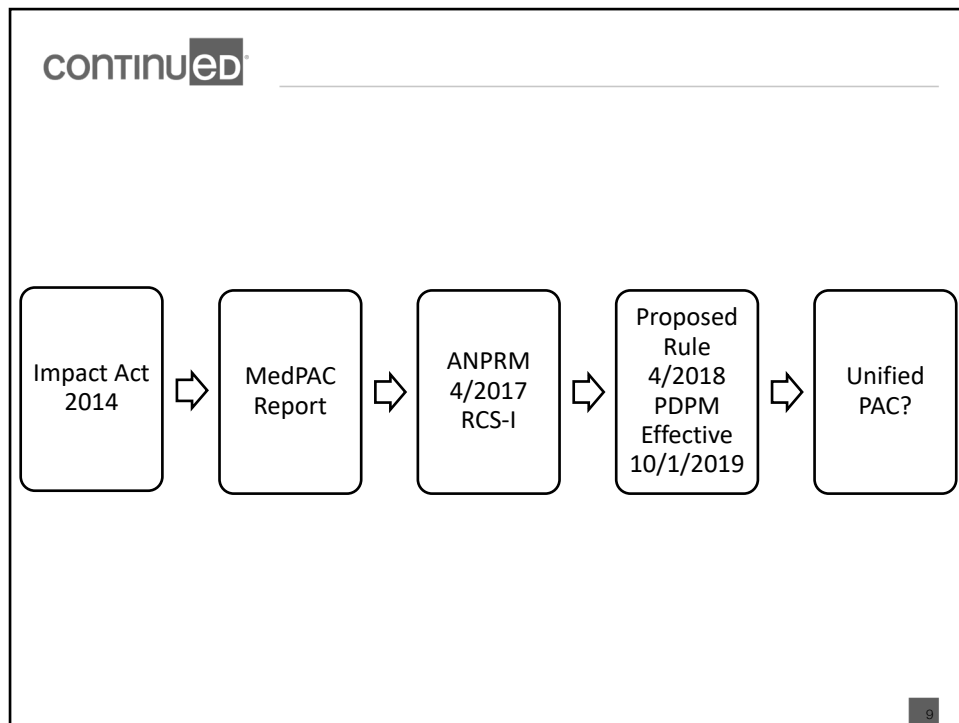 continued
Impact Act
2014
MedPAC
Report
ANPRM
4/2017
RCS-I
Proposed
Rule
4/2018
PDPM
Effective
10/1/2019
Unified
PAC?
9